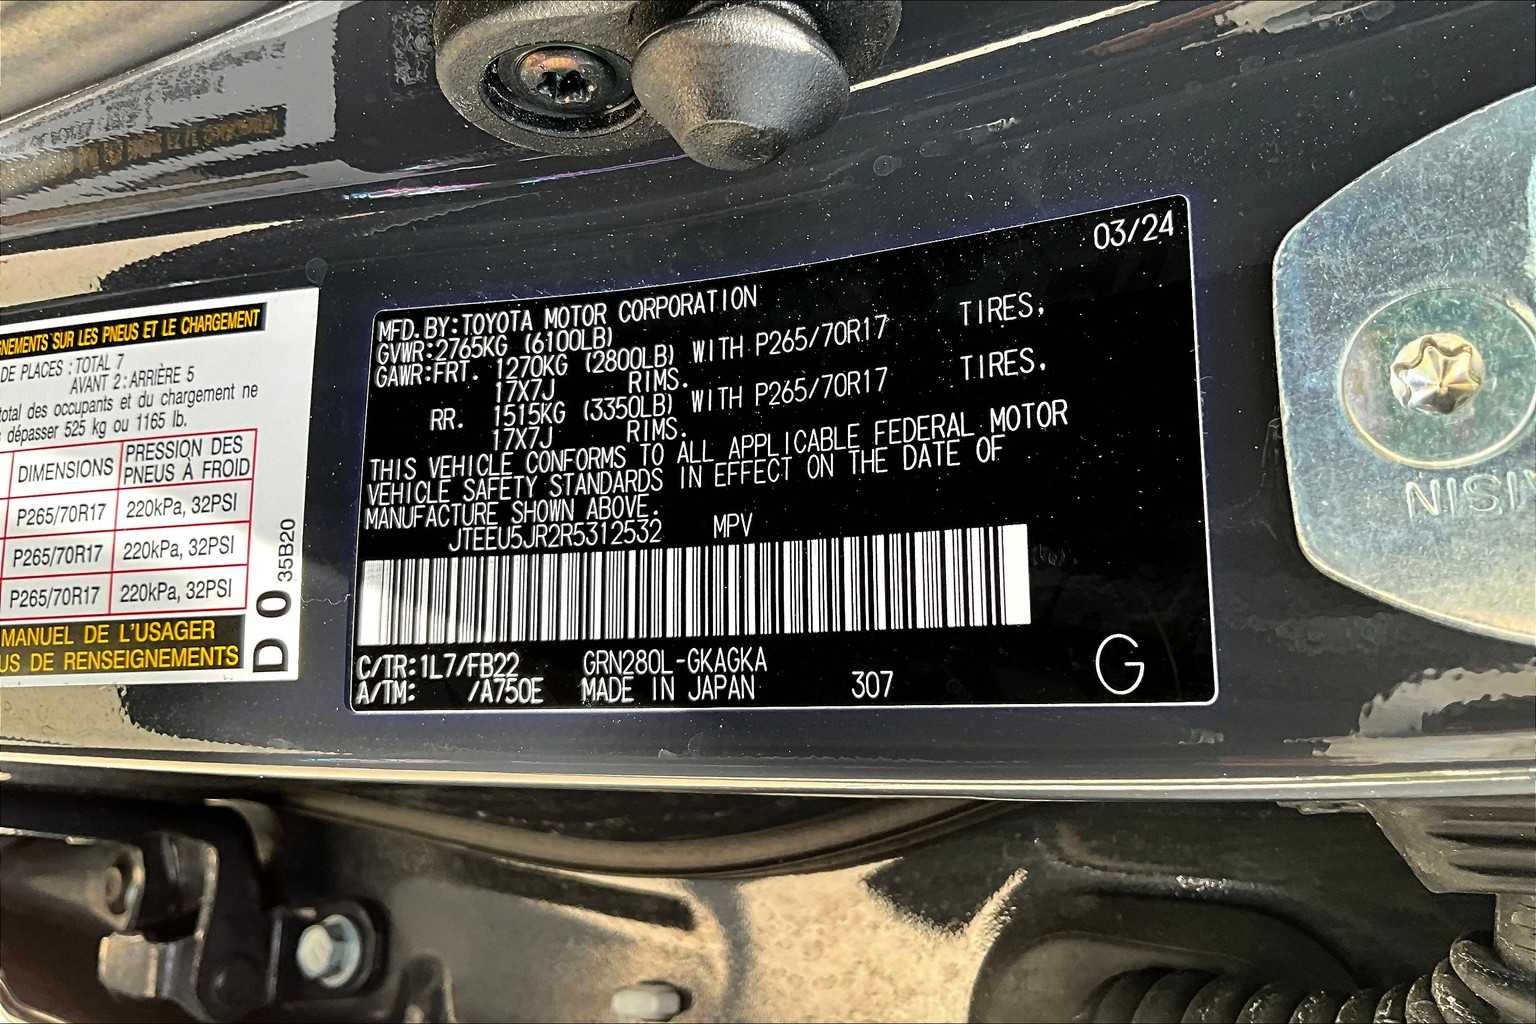 GNEMENTS SUR LES PNEUS ET LE CHARGEMENT
DE PLACES : TOTAL 7
AVANT 2 : ARRIÈRE 5
total des occupants et du chargement ne
dépasser 525 kg ou 1165 lb.
DIMENSIONS PRESSION DES PNEUS À FROID
P265/70R17 220kPa, 32PSI
P265/70R17 220kPa, 32PSI
P265/70R17 220kPa, 32PSI
MANUEL DE L'USAGER
US DE RENSEIGNEMENTS
D 0 35B20
03/24
MFD. BY: TOYOTA MOTOR CORPORATION
GVWR: 2765KG (6100LB)
GAWR: FRT. 1270KG (2800LB) WITH P265/70R17 TIRES,
17X7J RIMS.
RR. 1515KG (3350LB) WITH P265/70R17 TIRES,
17X7J RIMS.
THIS VEHICLE CONFORMS TO ALL APPLICABLE FEDERAL MOTOR
VEHICLE SAFETY STANDARDS IN EFFECT ON THE DATE OF
MANUFACTURE SHOWN ABOVE.
JTEEU5JR2R5312532 MPV
C/TR: 1L7/FB22 GRN280L-GKAGKA
A/TM: /A750E MADE IN JAPAN 307
G
NISI